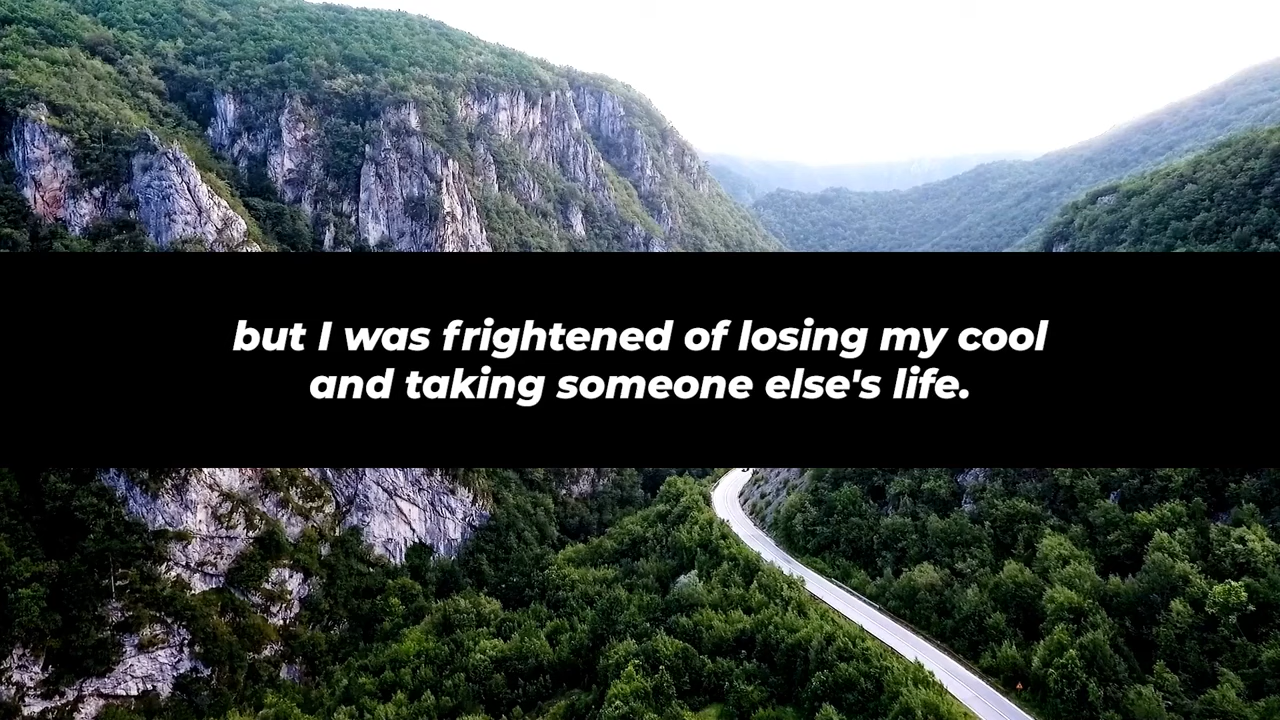 but I was frightened of losing my cool
and taking someone else's life.